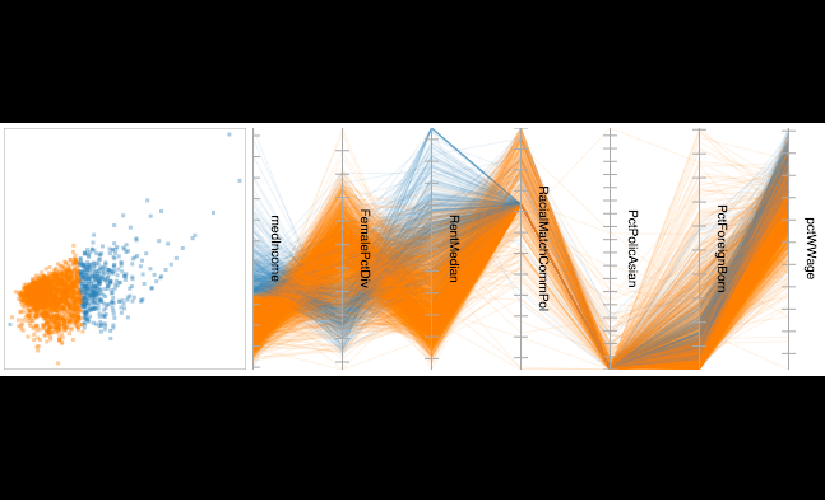 medIncome
FemalePctDiv
RentMedian
RacialMatchCommPol
PctPolicAsian
PctForeignBorn
pctWWage